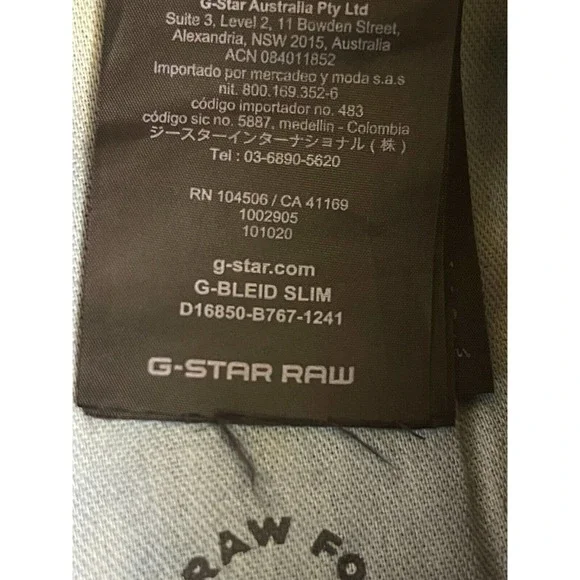 G-Star Australia Pty Ltd
Suite 3, Level 2, 11 Bowden Street,
Alexandria, NSW 2015, Australia
ACN 084011852
Importado por mercadeo y moda s.a.s
nit. 800.169.352-6
código importador no. 483
código sic no. 5887, medellin - Colombia
ジースターインターナショナル(株)
Tel : 03-6890-5620
RN 104506 / CA 41169
1002905
101020
g-star.com
G-BLEID SLIM
D16850-B767-1241
G-STAR RAW
RAW FO